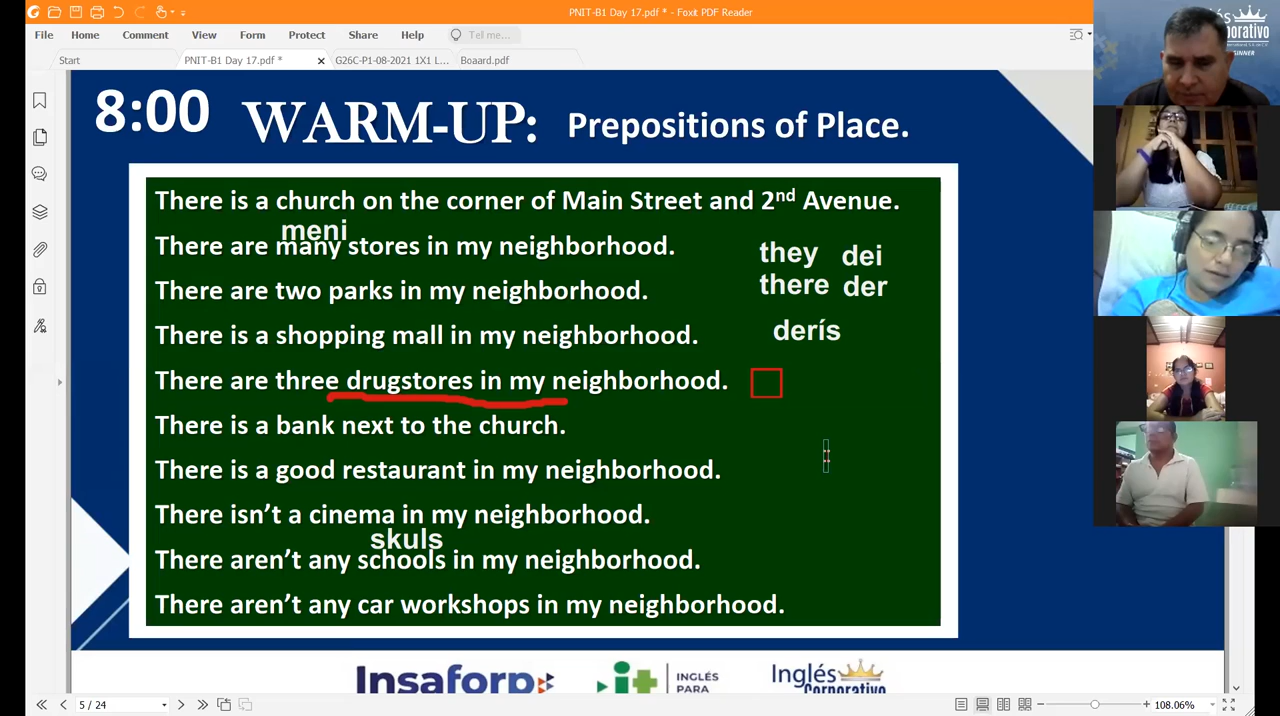 PNIT-B1 Day 17.pdf * - Foxit PDF Reader
File Home Comment View Form Protect Share Help Tell me...
Start PNIT-B1 Day 17.pdf * G26C-P1-08-2021 1X1 L... Boaard.pdf
8:00 WARM-UP: Prepositions of Place.
There is a church on the corner of Main Street and 2nd Avenue.
meni
There are many stores in my neighborhood.
they dei
there der
There are two parks in my neighborhood.
There is a shopping mall in my neighborhood.
derís
There are three drugstores in my neighborhood.
There is a bank next to the church.
There is a good restaurant in my neighborhood.
There isn't a cinema in my neighborhood.
skuls
There aren't any schools in my neighborhood.
There aren't any car workshops in my neighborhood.
Insaforp it INGLÉS PARA
Inglés
Corporativo
5 / 24
108.06%